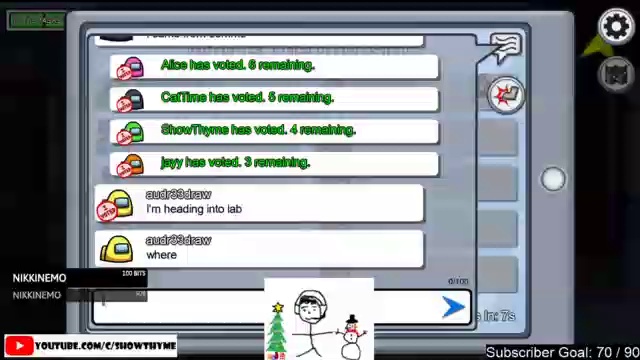 Alice has voted. 6 remaining.
CatTime has voted. 5 remaining.
ShowThyme has voted. 4 remaining.
jayy has voted. 3 remaining.
audr33draw
I'm heading into lab
audr33draw
where
0/100
NIKKINEMO
100 BITS
NIKKINEMO
s In: 7s
YOUTUBE.COM/C/SHOWTHYME
Subscriber Goal: 70 / 90